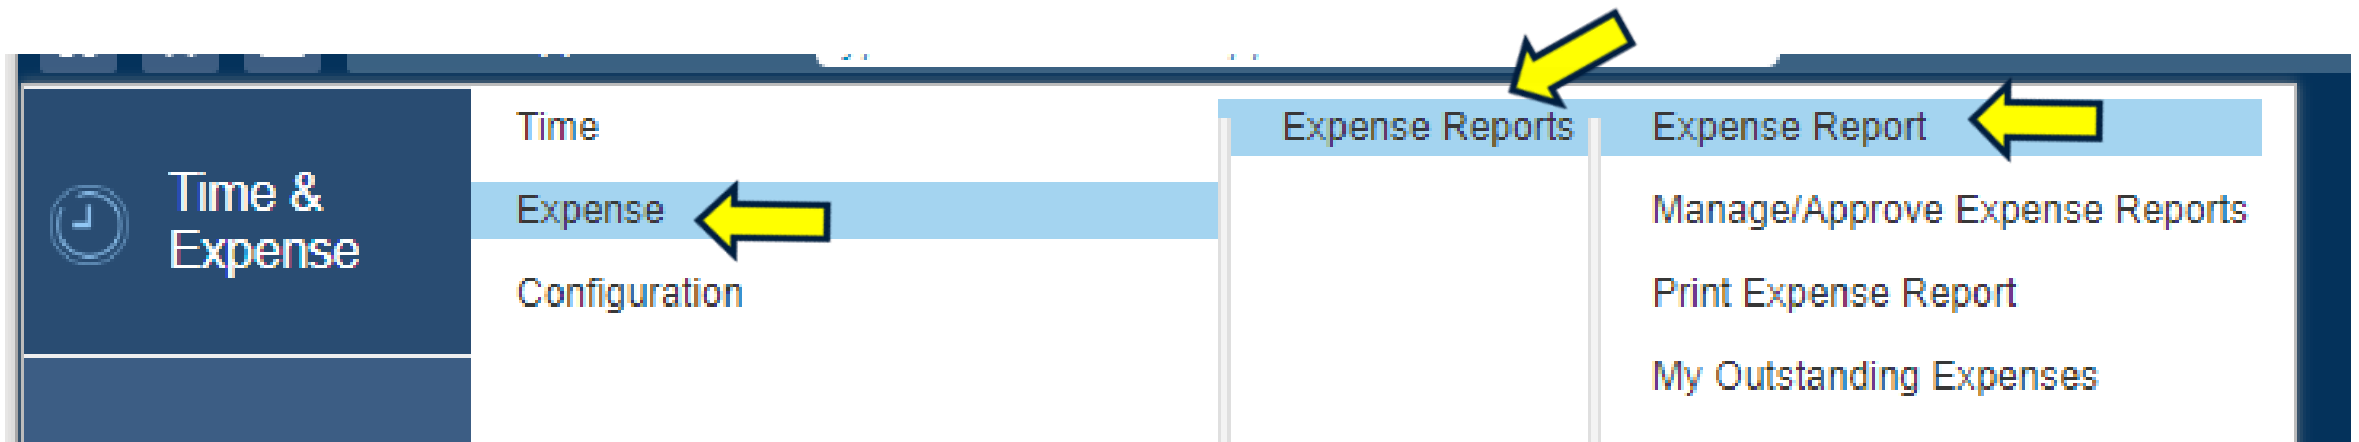 Time &
Expense
Time
Expense
Configuration
Expense Reports
Expense Report
Manage/Approve Expense Reports
Print Expense Report
My Outstanding Expenses